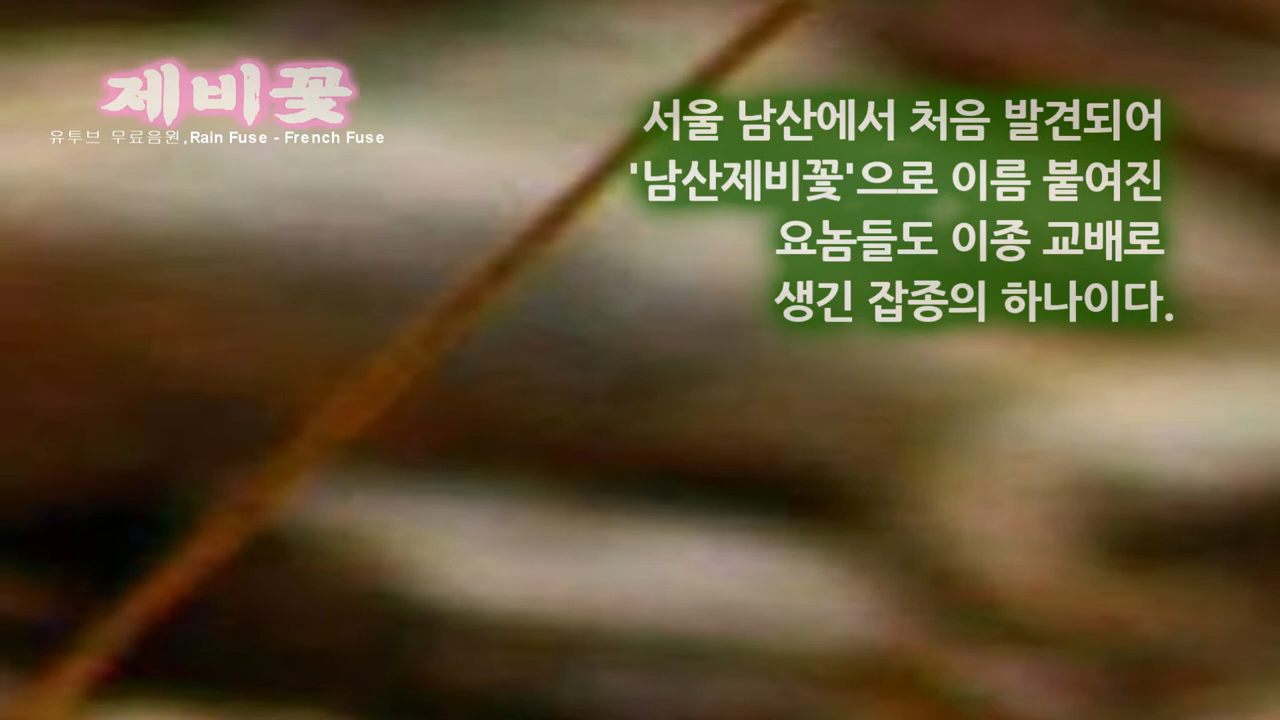 제비꽃
유투브 무료음원,Rain Fuse - French Fuse
서울 남산에서 처음 발견되어
'남산제비꽃'으로 이름 붙여진
요놈들도 이종 교배로
생긴 잡종의 하나이다.